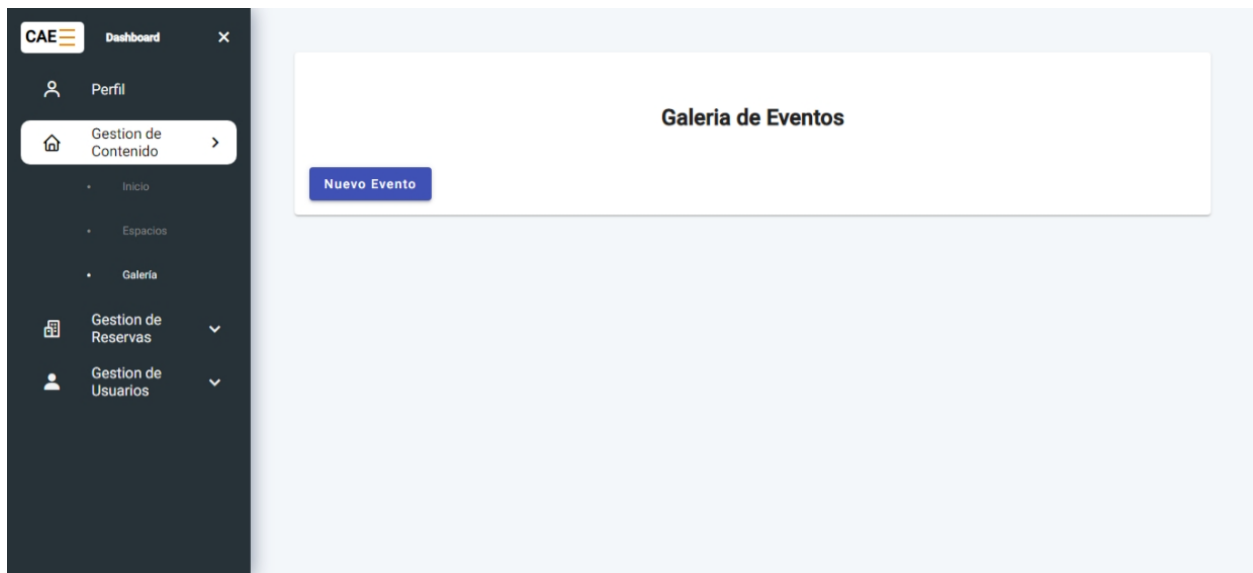 CAE
Dashboard
Perfil
Gestion de
Contenido
Inicio
Espacios
Galería
Gestion de
Reservas
Gestion de
Usuarios
Galeria de Eventos
Nuevo Evento